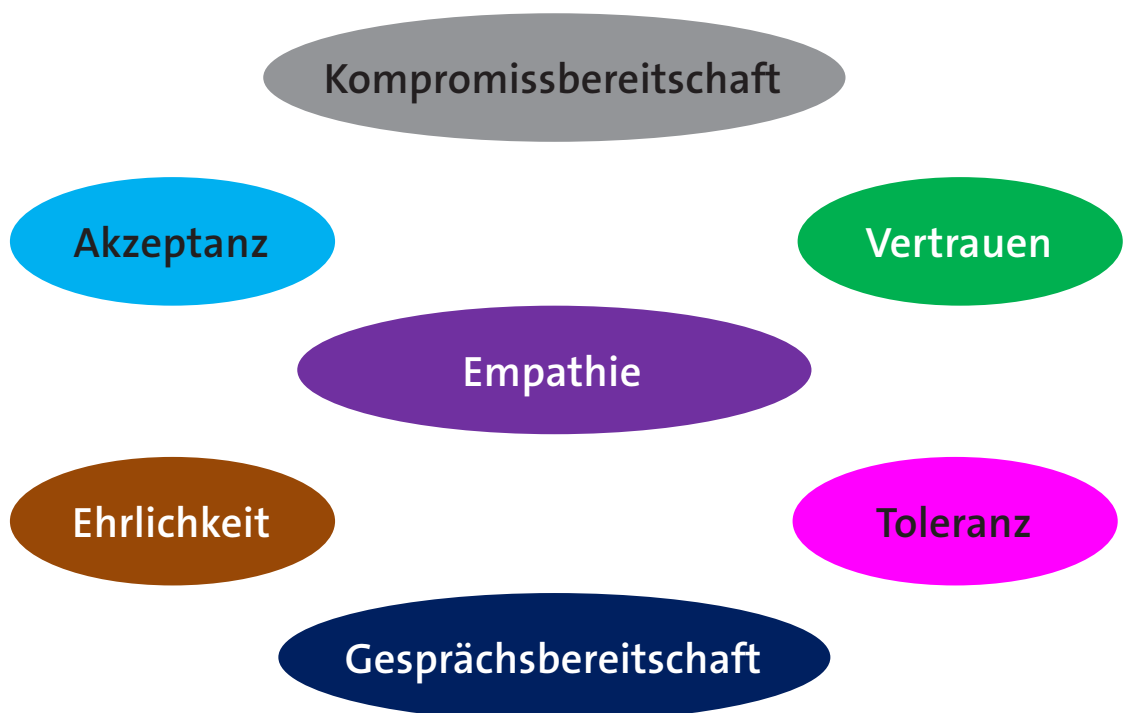 Kompromissbereitschaft
Akzeptanz
Vertrauen
Empathie
Ehrlichkeit
Toleranz
Gesprächsbereitschaft